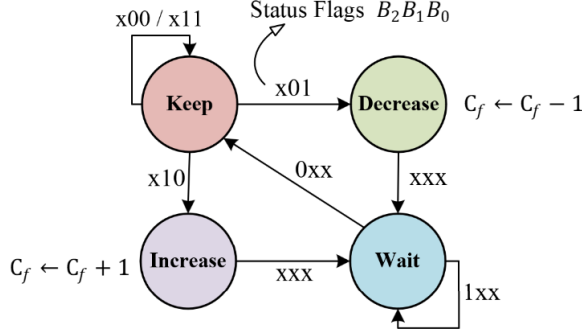 x00 / x11
Status Flags B₂B₁B₀
Keep
x01
Decrease
C_f ← C_f − 1
0xx
x10
xxx
C_f ← C_f + 1
Increase
xxx
Wait
1xx